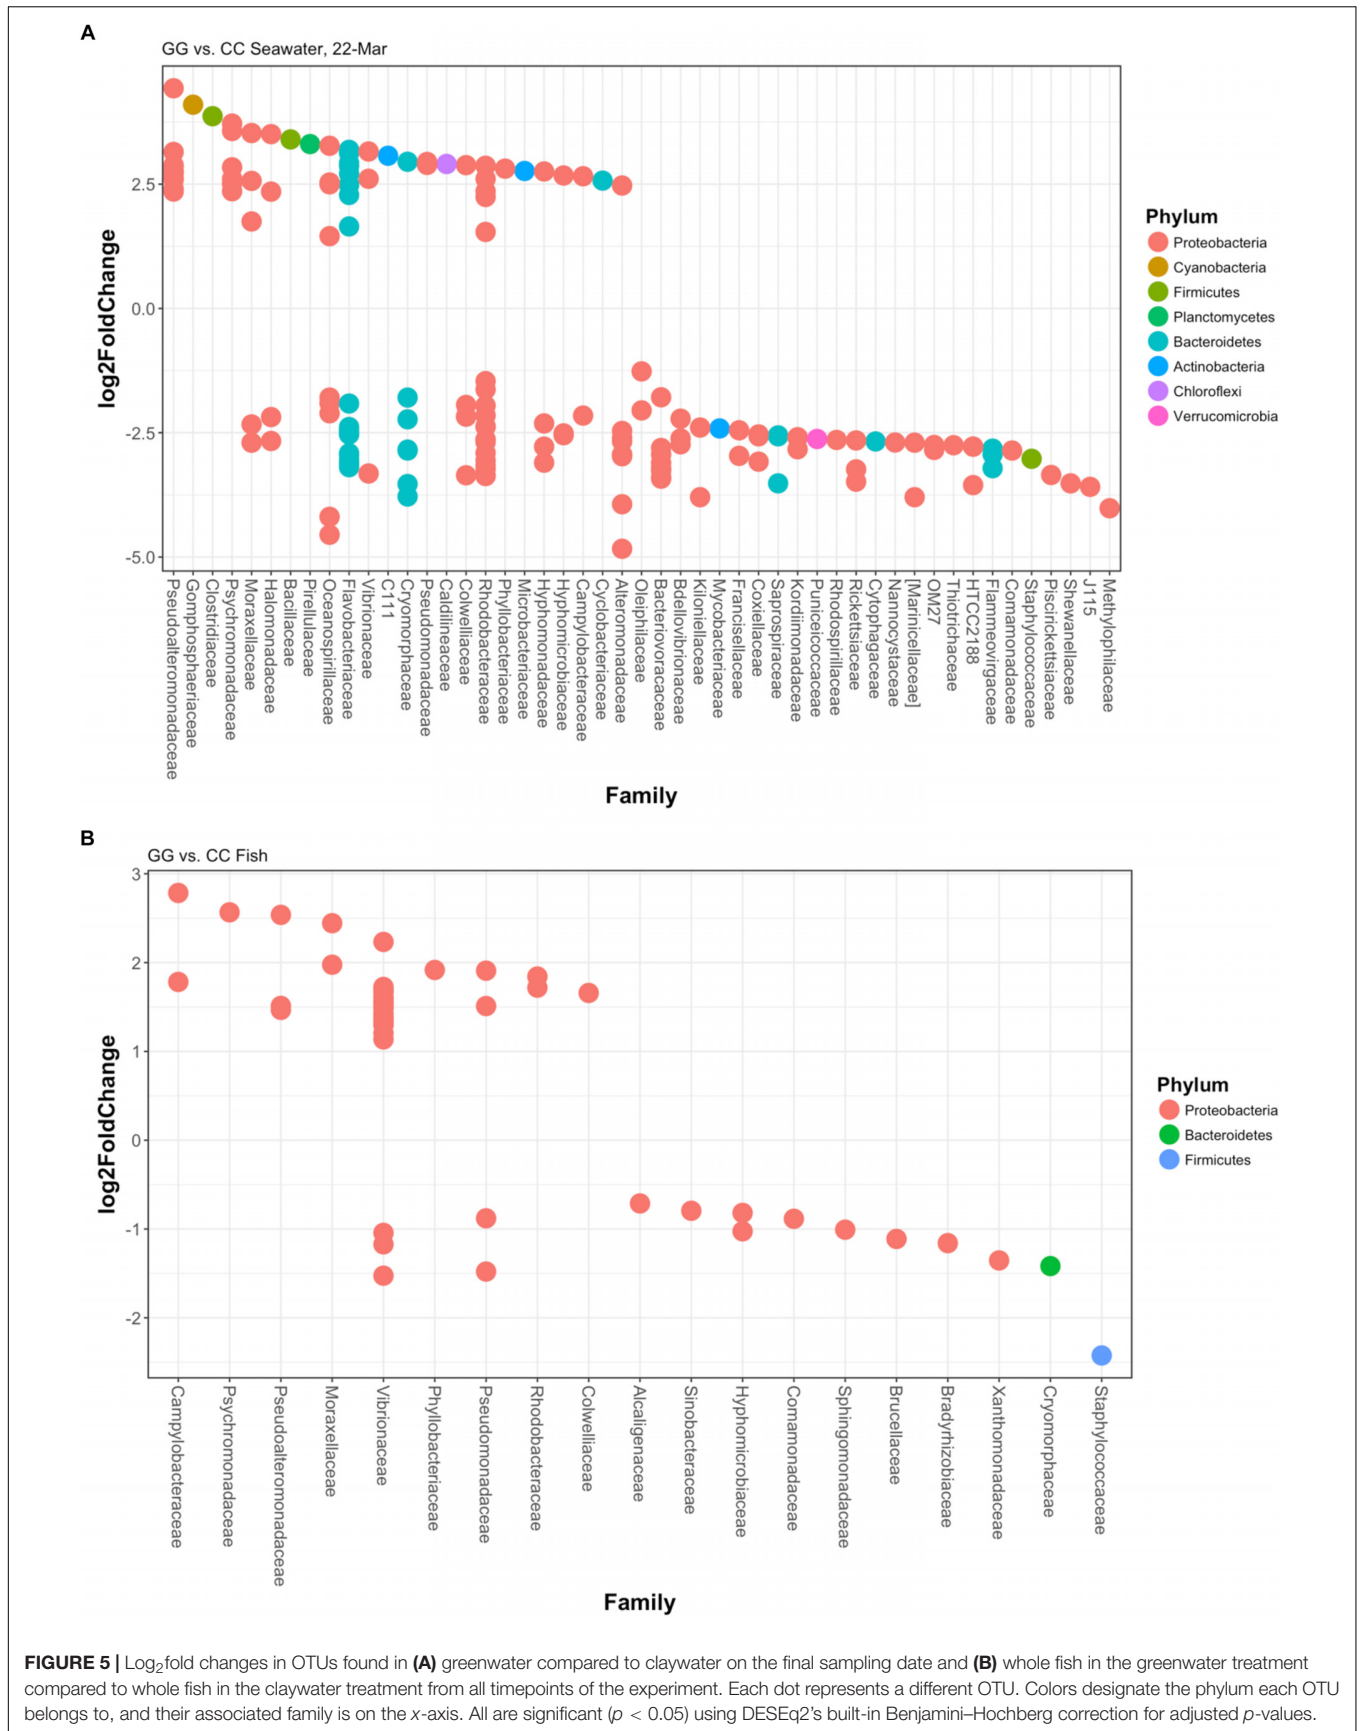 A
GG vs. CC Seawater, 22-Mar
log2FoldChange
2.5
0.0
-2.5
-5.0
Pseudoalteromonadaceae
Gomphosphaeriaceae
Clostridiaceae
Psychromonadaceae
Moraxellaceae
Halomonadaceae
Bacillaceae
Pirellulaceae
Oceanospirillaceae
Flavobacteriaceae
Vibrionaceae
C111
Cryomorphaceae
Pseudomonadaceae
Caldilineaceae
Colwelliaceae
Rhodobacteraceae
Phyllobacteriaceae
Microbacteriaceae
Hyphomonadaceae
Hyphomicrobiaceae
Campylobacteraceae
Cyclobacteriaceae
Alteromonadaceae
Oleiphilaceae
Bacteriovoracaceae
Bdellovibrionaceae
Kiloniellaceae
Mycobacteriaceae
Francisellaceae
Coxiellaceae
Saprospiraceae
Kordiimonadaceae
Puniceicoccaceae
Rhodospirillaceae
Rickettsiaceae
Cytophagaceae
Nannocystaceae
[Marinicellaceae]
OM27
Thiotrichaceae
HTCC2188
Flammeovirgaceae
Comamonadaceae
Staphylococcaceae
Piscirickettsiaceae
Shewanellaceae
J115
Methylophilaceae
Family
Phylum
Proteobacteria
Cyanobacteria
Firmicutes
Planctomycetes
Bacteroidetes
Actinobacteria
Chloroflexi
Verrucomicrobia
B
GG vs. CC Fish
log2FoldChange
3
2
1
0
-1
-2
Campylobacteraceae
Psychromonadaceae
Pseudoalteromonadaceae
Moraxellaceae
Vibrionaceae
Phyllobacteriaceae
Pseudomonadaceae
Rhodobacteraceae
Colwelliaceae
Alcaligenaceae
Sinobacteraceae
Hyphomicrobiaceae
Comamonadaceae
Sphingomonadaceae
Brucellaceae
Bradyrhizobiaceae
Xanthomonadaceae
Cryomorphaceae
Staphylococcaceae
Family
Phylum
Proteobacteria
Bacteroidetes
Firmicutes
FIGURE 5 | Log2fold changes in OTUs found in (A) greenwater compared to claywater on the final sampling date and (B) whole fish in the greenwater treatment
compared to whole fish in the claywater treatment from all timepoints of the experiment. Each dot represents a different OTU. Colors designate the phylum each OTU
belongs to, and their associated family is on the x-axis. All are significant (p < 0.05) using DESEq2's built-in Benjamini–Hochberg correction for adjusted p-values.